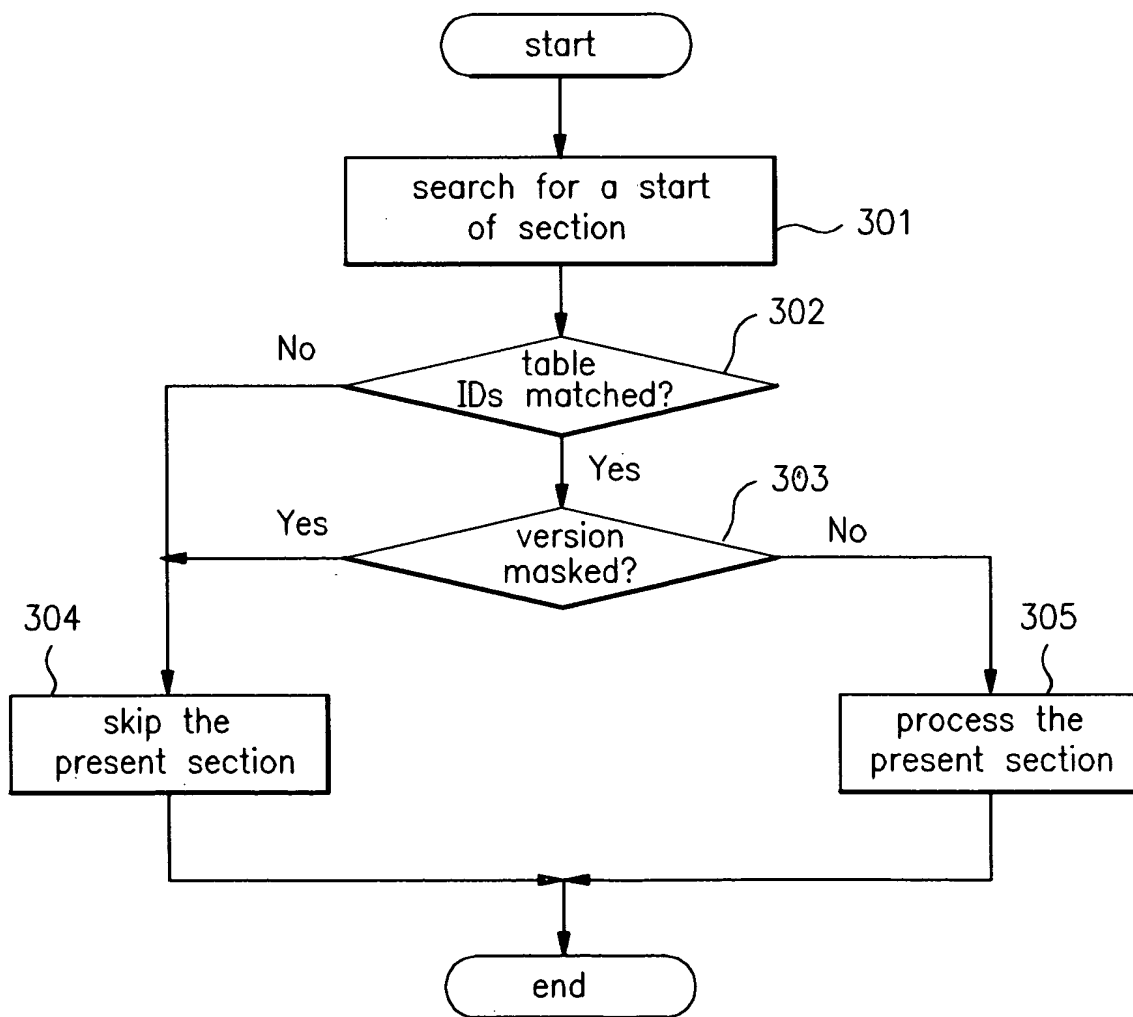 start
search for a start
of section
301
302
No
table
IDs matched?
Yes
303
Yes
version
masked?
No
304
305
skip the
present section
process the
present section
end